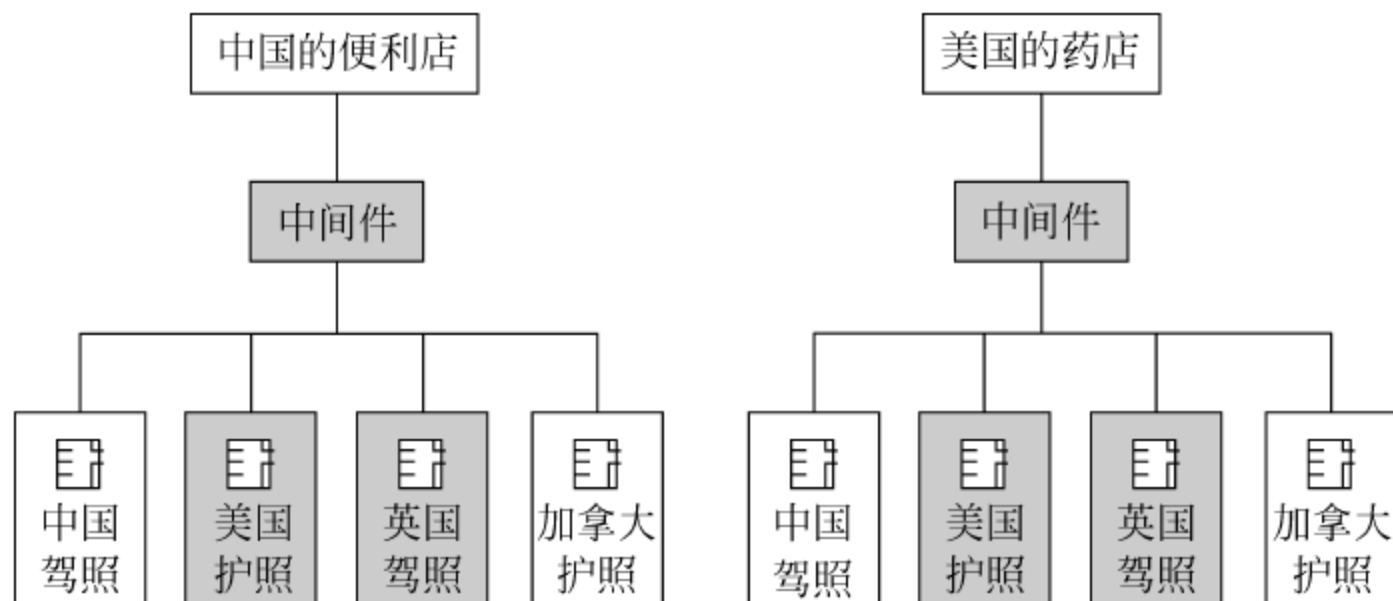 中国的便利店
美国的药店
中间件
中间件
中国
驾照
美国
护照
英国
驾照
加拿大
护照
中国
驾照
美国
护照
英国
驾照
加拿大
护照